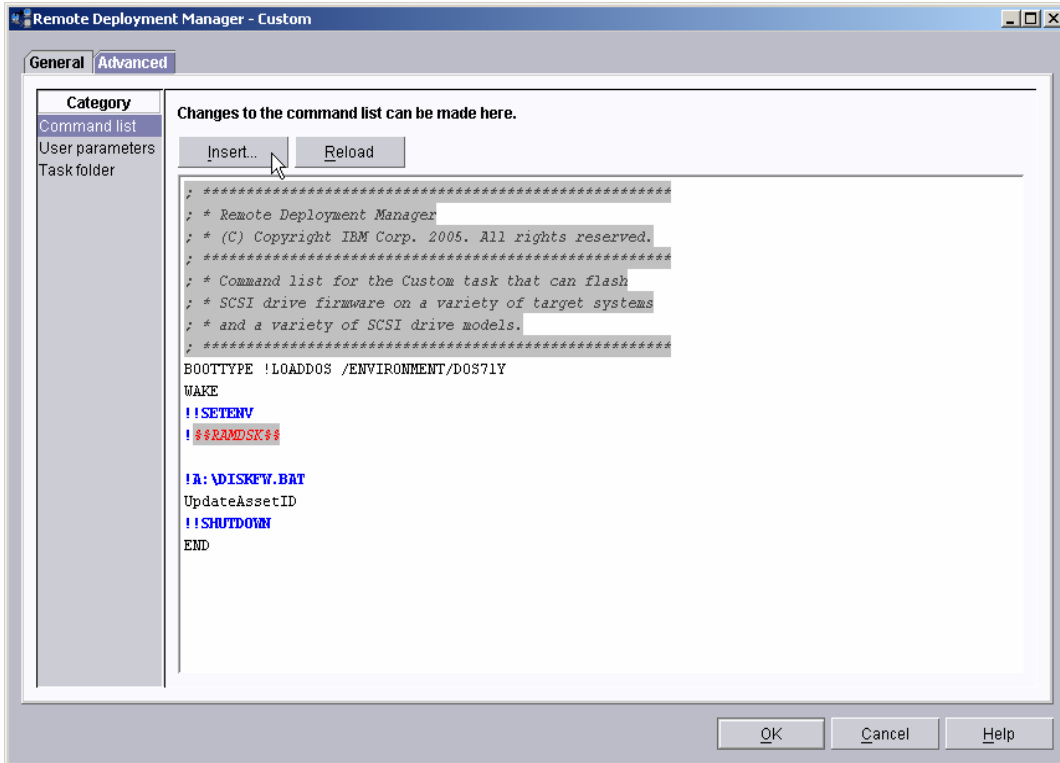 Remote Deployment Manager - Custom
General Advanced
Category
Command list
User parameters
Task folder
Changes to the command list can be made here.
Insert... Reload
; ******************************************************
; * Remote Deployment Manager
; * (C) Copyright IBM Corp. 2005. All rights reserved.
; ******************************************************
; * Command list for the Custom task that can flash
; * SCSI drive firmware on a variety of target systems
; * and a variety of SCSI drive models.
; ******************************************************
BOOTTYPE !LOADDOS /ENVIRONMENT/DOS71Y
WAKE
!!SETENV
!%%RAMDSK%%
!A:\DISKFW.BAT
UpdateAssetID
!!SHUTDOWN
END
OK Cancel Help